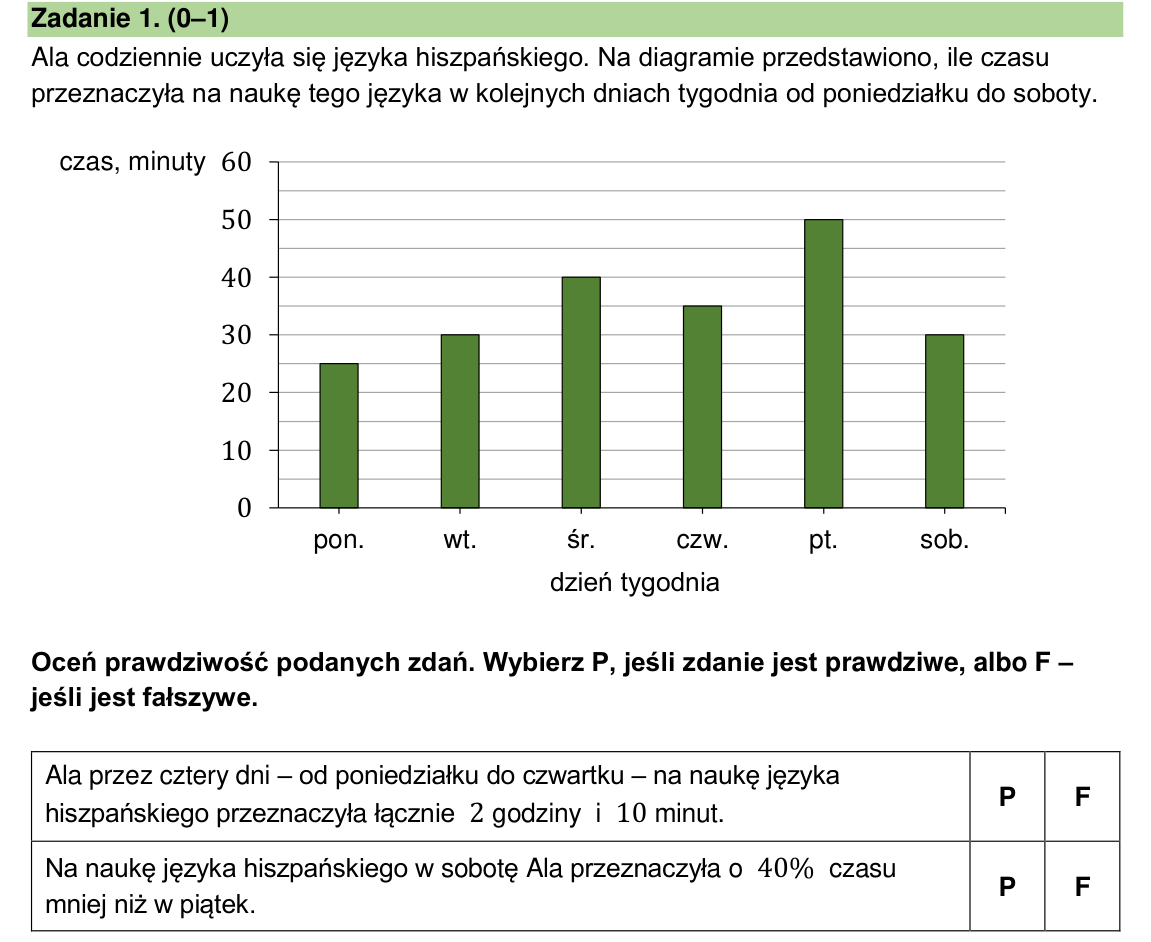 Zadanie 1. (0–1)
Ala codziennie uczyła się języka hiszpańskiego. Na diagramie przedstawiono, ile czasu
przeznaczyła na naukę tego języka w kolejnych dniach tygodnia od poniedziałku do soboty.
czas, minuty 60
50
40
30
20
10
0
pon. wt. śr. czw. pt. sob.
dzień tygodnia
Oceń prawdziwość podanych zdań. Wybierz P, jeśli zdanie jest prawdziwe, albo F –
jeśli jest fałszywe.
Ala przez cztery dni – od poniedziałku do czwartku – na naukę języka
hiszpańskiego przeznaczyła łącznie 2 godziny i 10 minut.
P F
Na naukę języka hiszpańskiego w sobotę Ala przeznaczyła o 40% czasu
mniej niż w piątek.
P F